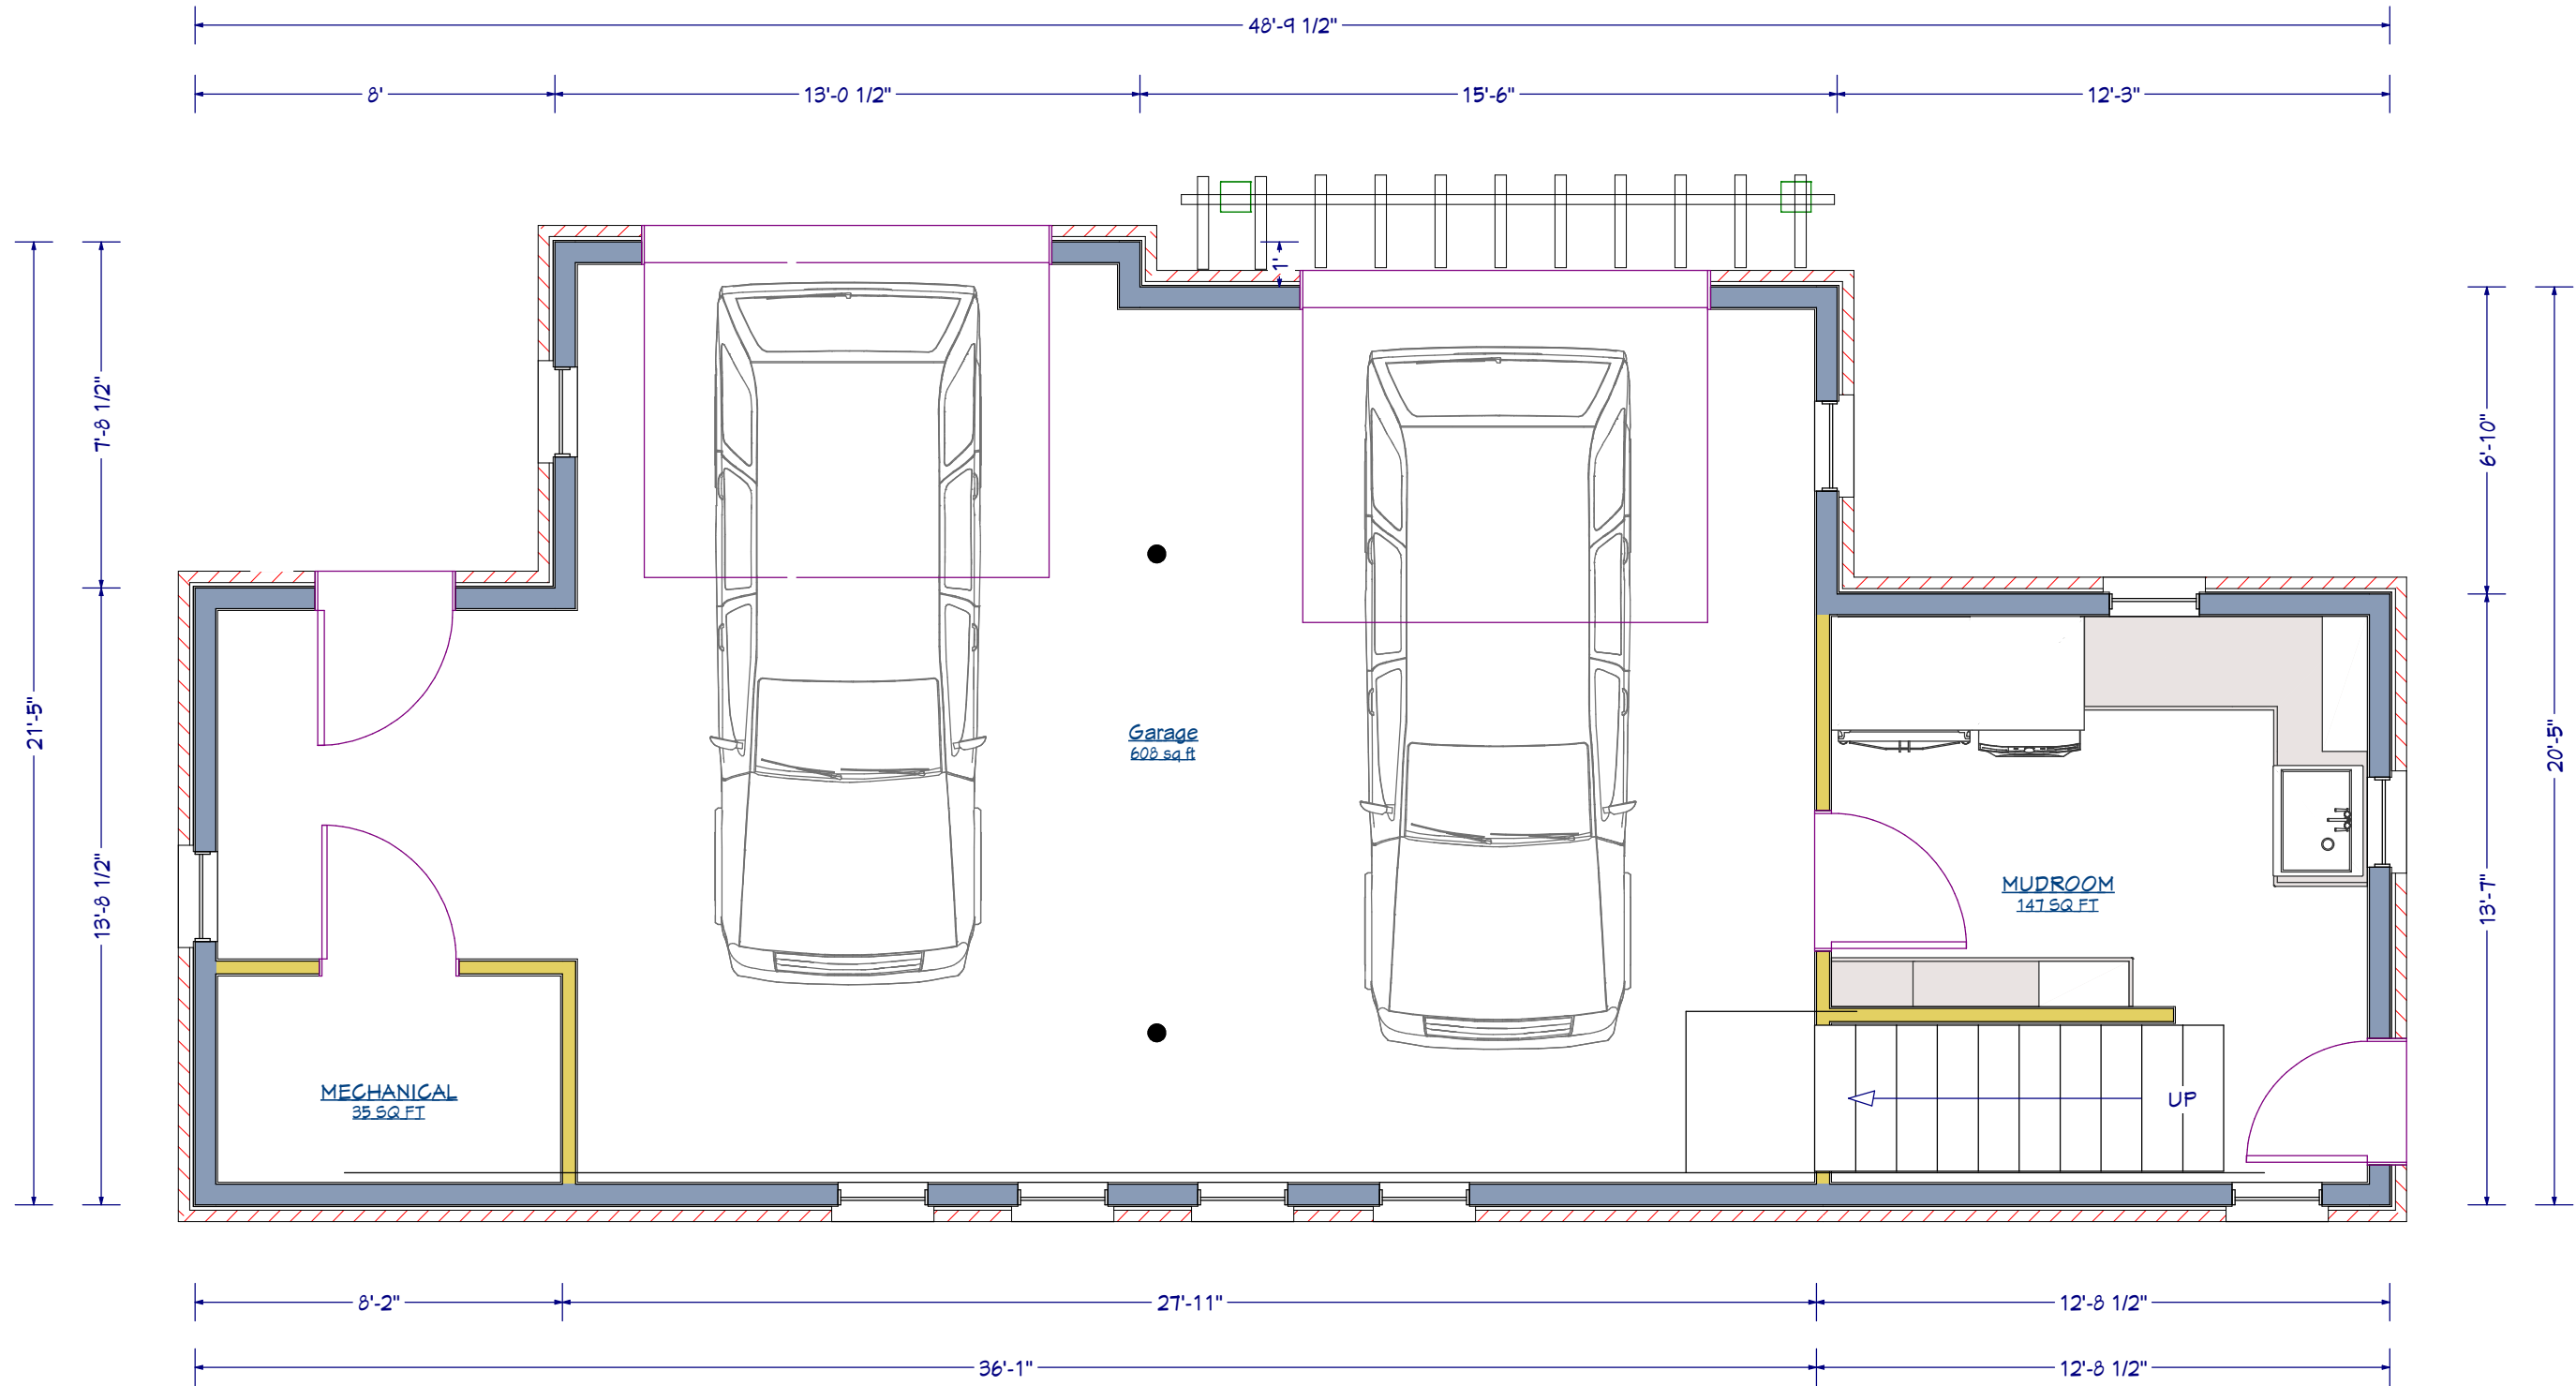 48'-9 1/2"
8' 13'-0 1/2" 15'-6" 12'-3"
1'
7'-8 1/2"
6'-10"
21'-5"
20'-5"
Garage
608 sq ft
13'-8 1/2"
13'-7"
MUDROOM
147 SQ FT
MECHANICAL
35 SQ FT
UP
8'-2" 27'-11" 12'-8 1/2"
36'-1" 12'-8 1/2"